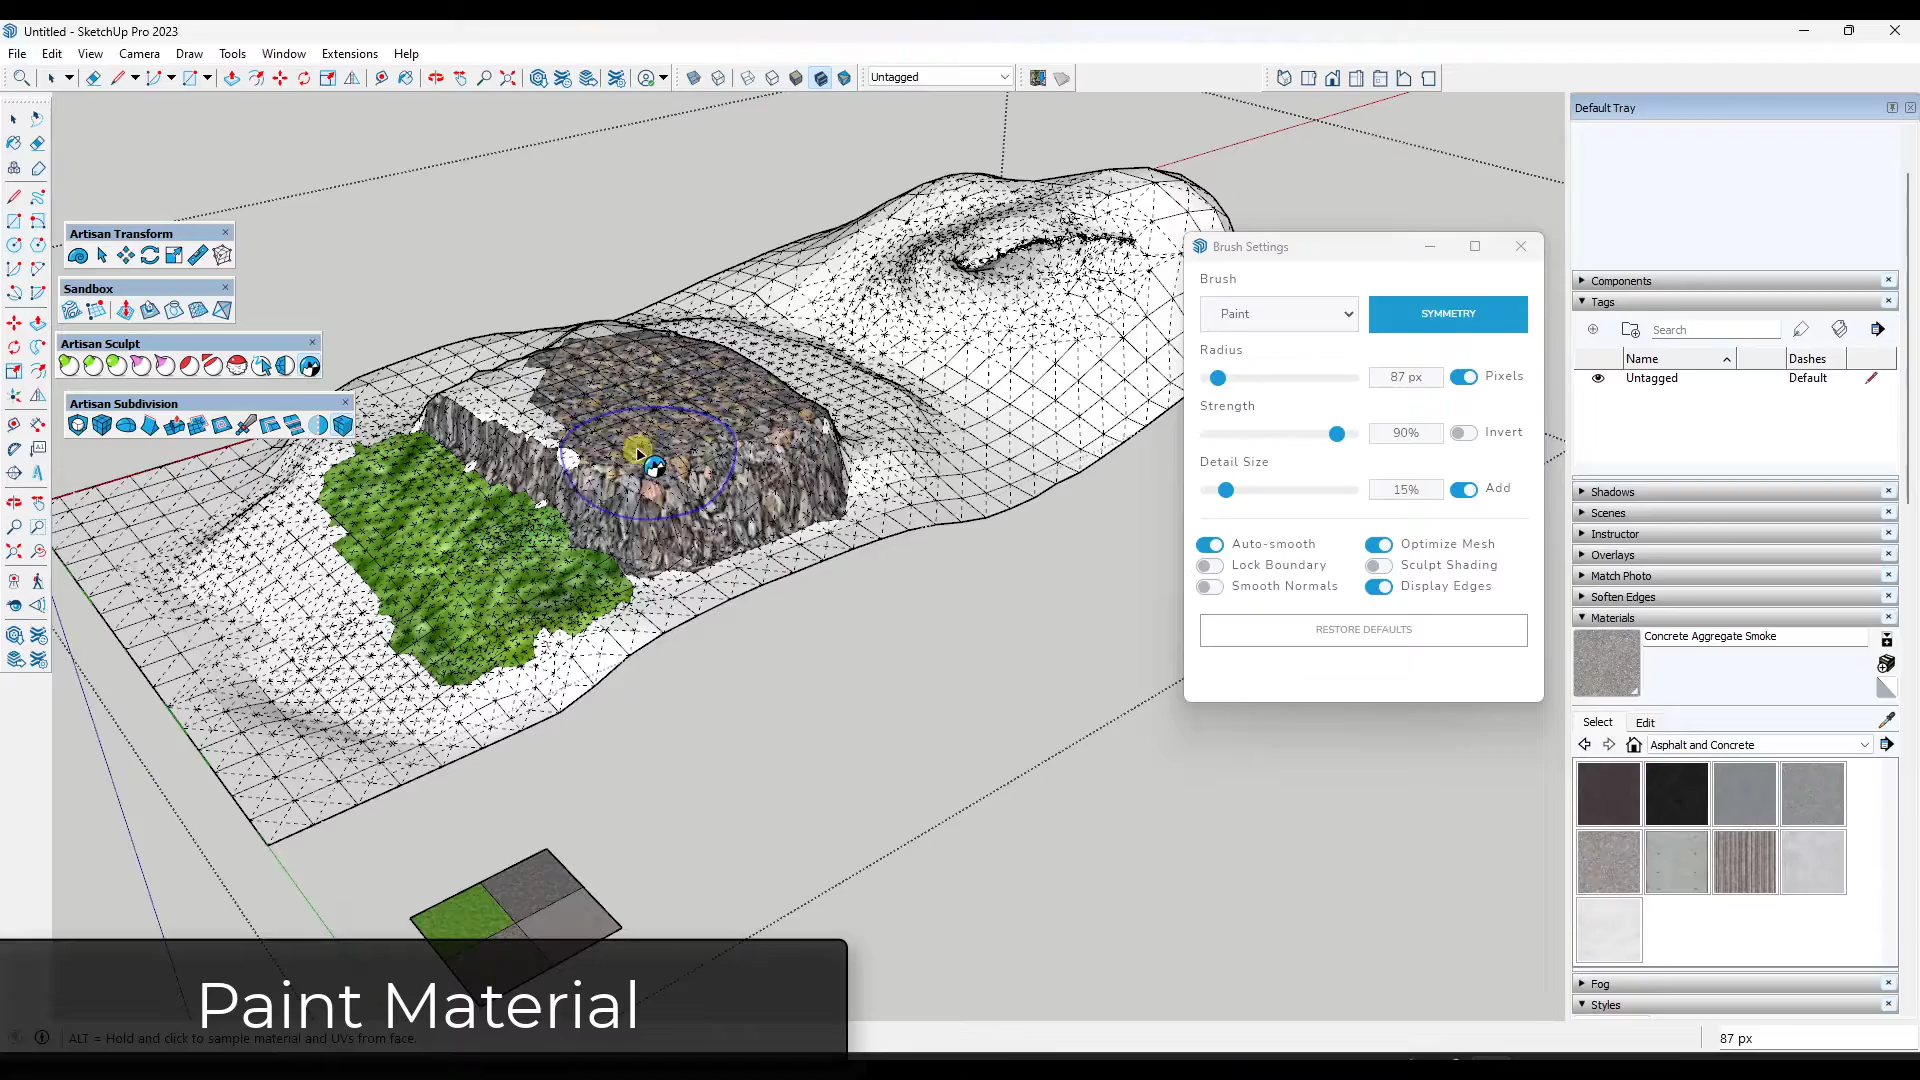 Untitled - SketchUp Pro 2023
File Edit View Camera Draw Tools Window Extensions Help
Untagged
Default Tray
Artisan Transform
Sandbox
Artisan Sculpt
Artisan Subdivision
Brush Settings
Brush
Paint
SYMMETRY
Radius
87 px
Pixels
Strength
90%
Invert
Detail Size
15%
Add
Auto-smooth
Optimize Mesh
Lock Boundary
Sculpt Shading
Smooth Normals
Display Edges
RESTORE DEFAULTS
Components
Tags
Search
Name
Dashes
Untagged
Default
Shadows
Scenes
Instructor
Overlays
Match Photo
Soften Edges
Materials
Concrete Aggregate Smoke
Select
Edit
Asphalt and Concrete
Fog
Styles
Paint Material
ALT = Hold and click to sample material and UVs from face.
87 px